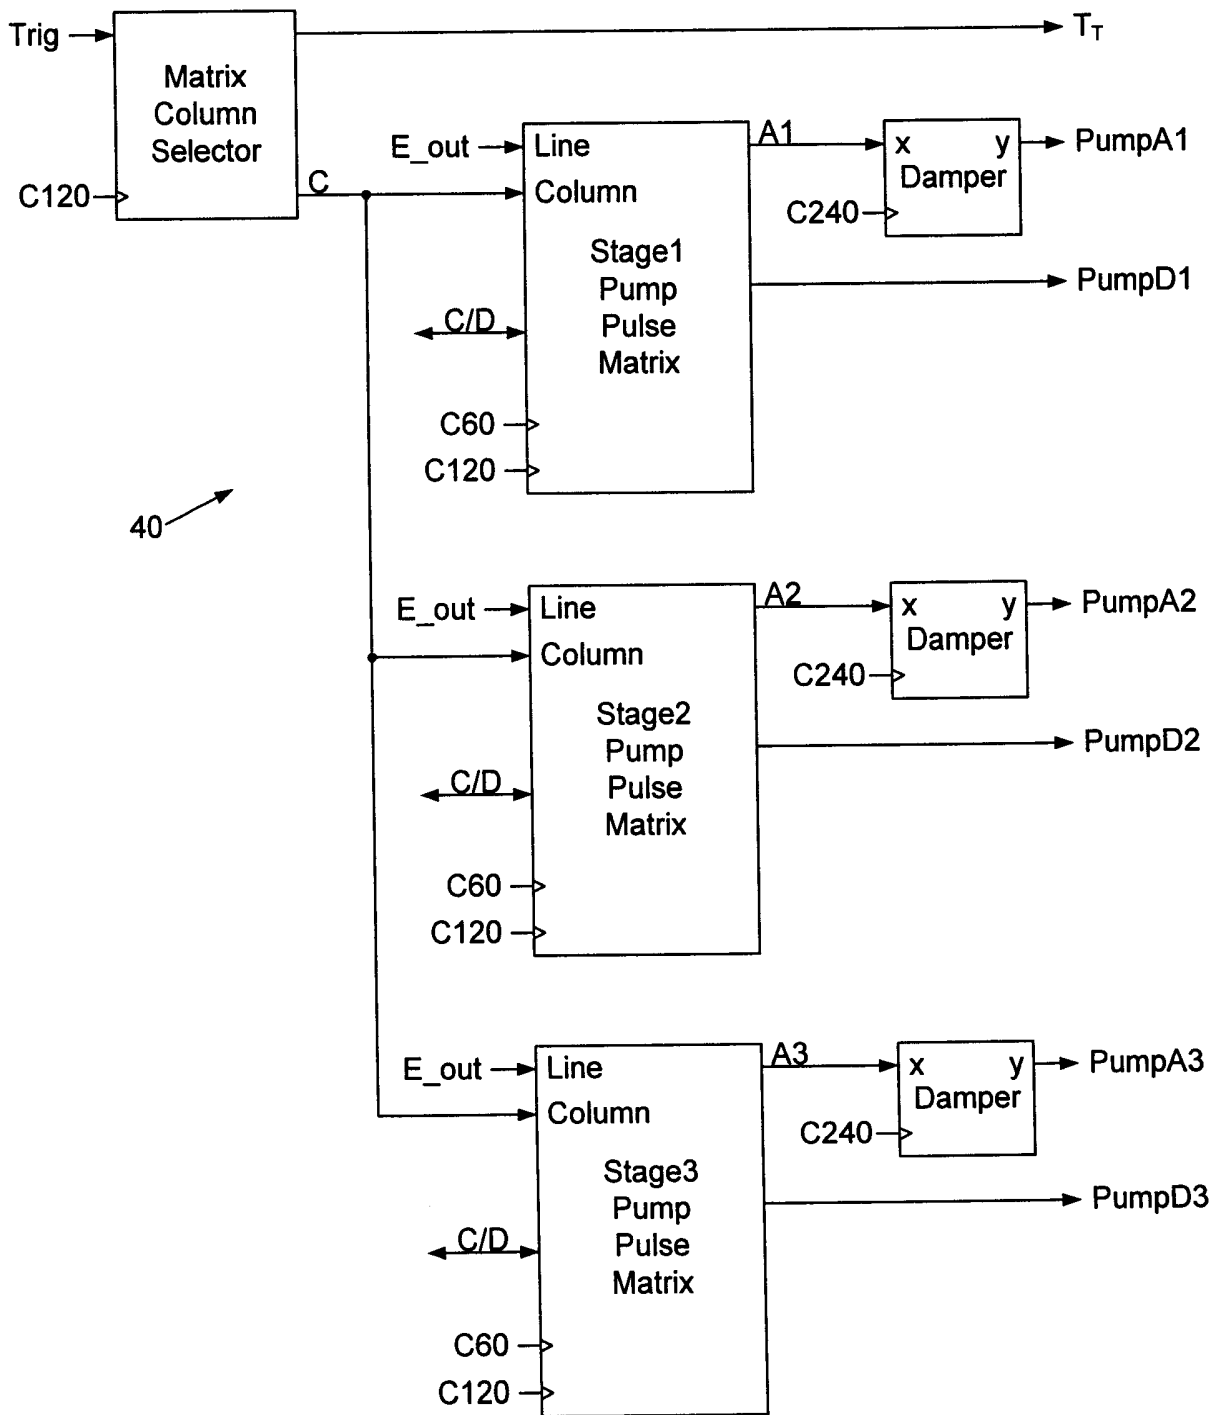 Trig
Matrix
Column
Selector
C120
C
T_T
E_out
Line
Column
Stage1
Pump
Pulse
Matrix
C/D
C60
C120
A1
x y
Damper
C240
PumpA1
PumpD1
40
E_out
Line
Column
Stage2
Pump
Pulse
Matrix
C/D
C60
C120
A2
x y
Damper
C240
PumpA2
PumpD2
E_out
Line
Column
Stage3
Pump
Pulse
Matrix
C/D
C60
C120
A3
x y
Damper
C240
PumpA3
PumpD3